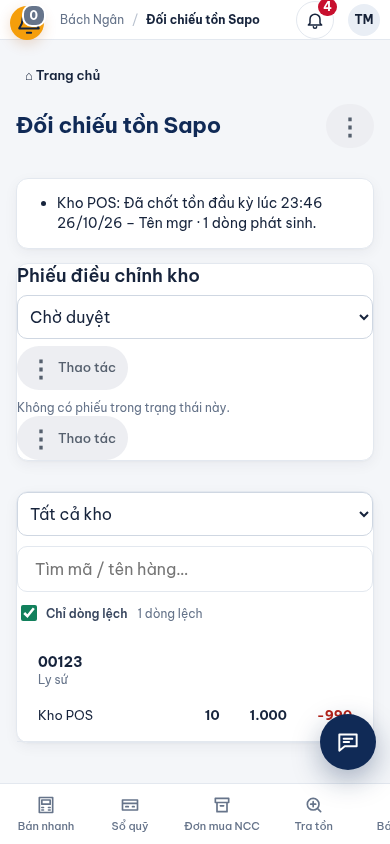 0
Bách Ngân / Đối chiếu tồn Sapo
4
TM
⌂ Trang chủ
Đối chiếu tồn Sapo
⋮
• Kho POS: Đã chốt tồn đầu kỳ lúc 23:46
26/10/26 – Tên mgr · 1 dòng phát sinh.
Phiếu điều chỉnh kho
Chờ duyệt
⋮ Thao tác
Không có phiếu trong trạng thái này.
⋮ Thao tác
Tất cả kho
Tìm mã / tên hàng...
Chỉ dòng lệch 1 dòng lệch
00123
Ly sứ
Kho POS 10 1.000 -990
Bán nhanh Sổ quỹ Đơn mua NCC Tra tồn